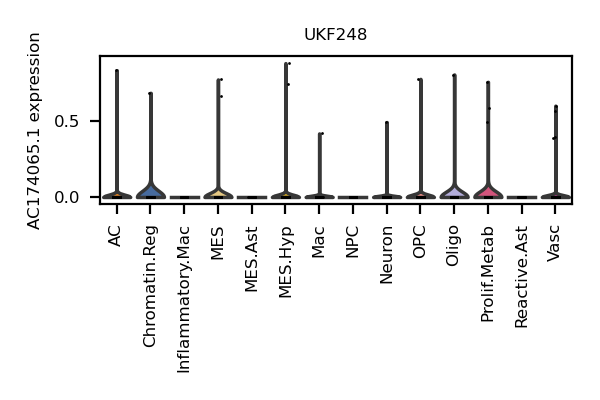 UKF248
AC174065.1 expression
0.5
0.0
AC
Chromatin.Reg
Inflammatory.Mac
MES
MES.Ast
MES.Hyp
Mac
NPC
Neuron
OPC
Oligo
Prolif.Metab
Reactive.Ast
Vasc